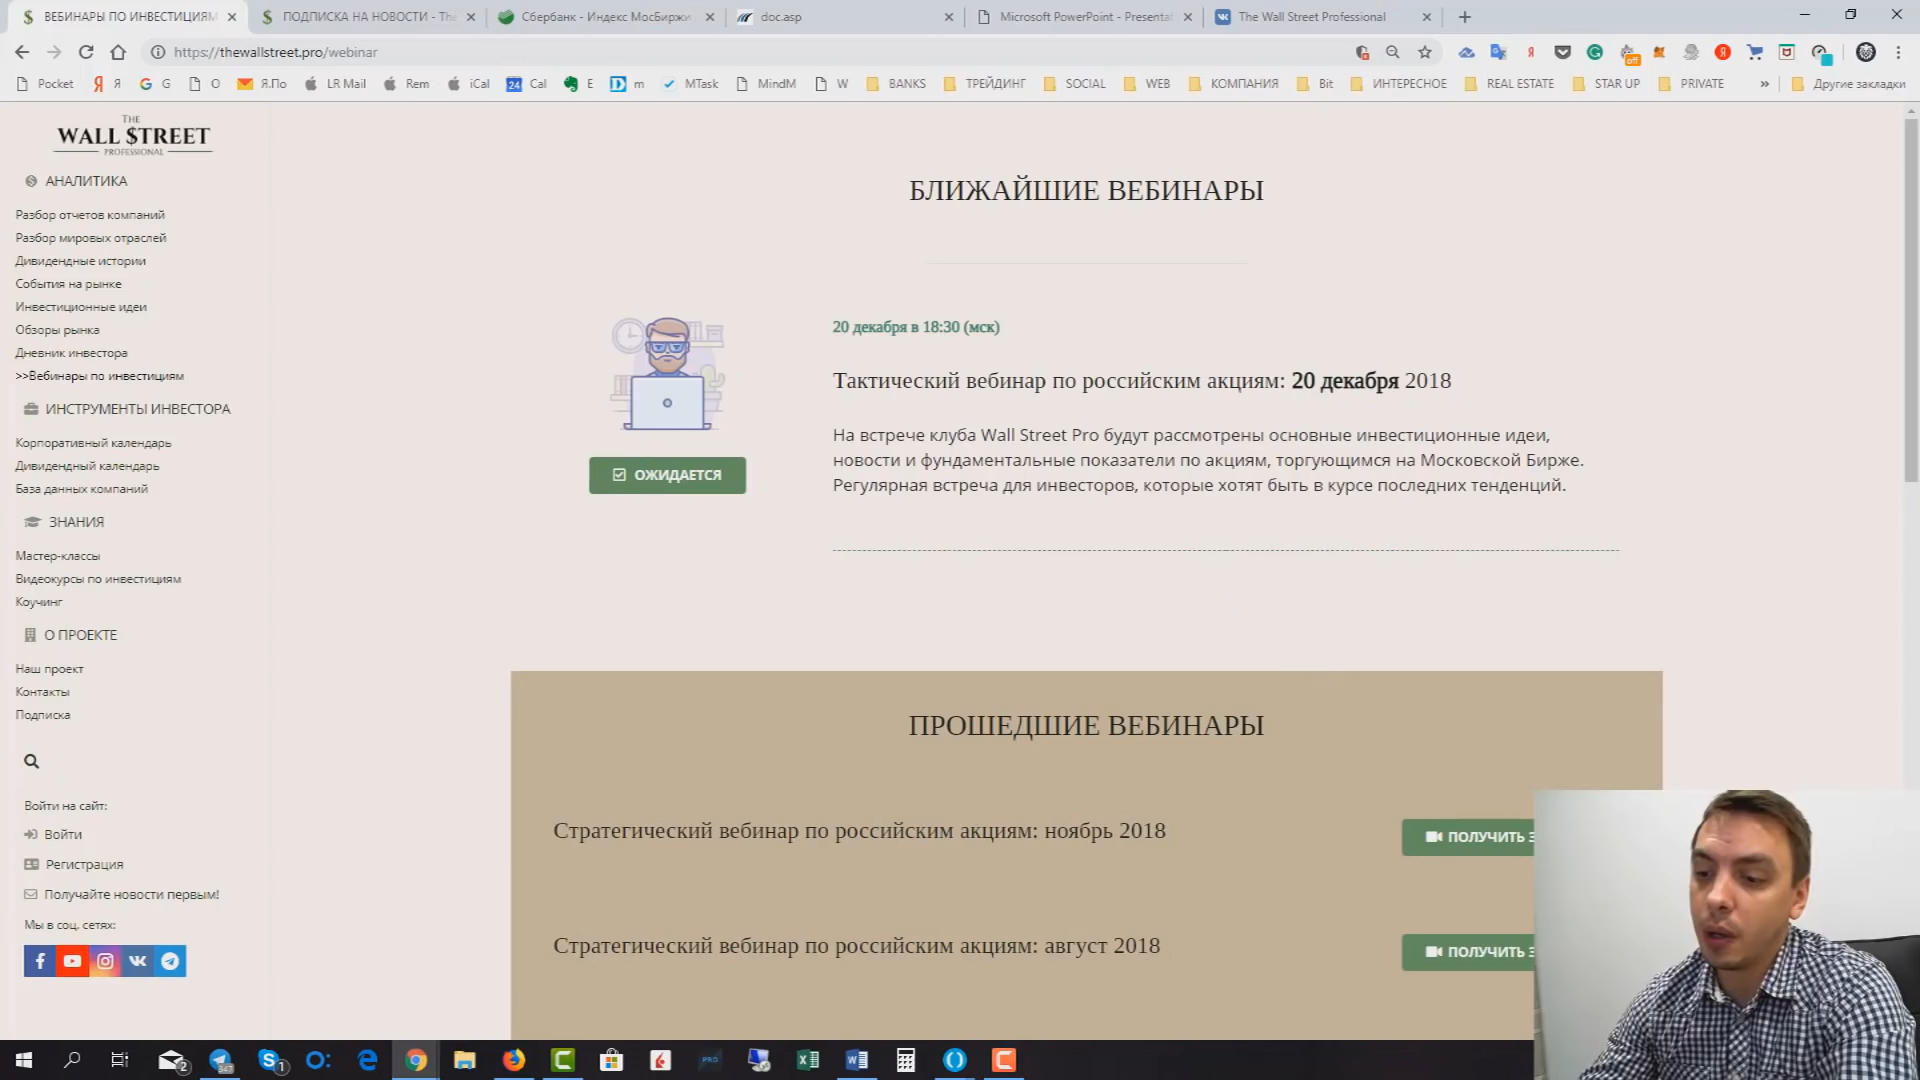 ВЕБИНАРЫ ПО ИНВЕСТИЦИЯМ
ПОДПИСКА НА НОВОСТИ - The
Сбербанк - Индекс МосБиржи
doc.asp
Microsoft PowerPoint - Presentat
The Wall Street Professional
https://thewallstreet.pro/webinar
off
Pocket
Я
G
O
Я.По
LR Mail
Rem
iCal
24 Cal
E
m
MTask
MindM
W
BANKS
ТРЕЙДИНГ
SOCIAL
WEB
КОМПАНИЯ
Bit
ИНТЕРЕСНОЕ
REAL ESTATE
STAR UP
PRIVATE
»
Другие закладки
THE
WALL $TREET
PROFESSIONAL
АНАЛИТИКА
Разбор отчетов компаний
Разбор мировых отраслей
Дивидендные истории
События на рынке
Инвестиционные идеи
Обзоры рынка
Дневник инвестора
>>Вебинары по инвестициям
ИНСТРУМЕНТЫ ИНВЕСТОРА
Корпоративный календарь
Дивидендный календарь
База данных компаний
ЗНАНИЯ
Мастер-классы
Видеокурсы по инвестициям
Коучинг
О ПРОЕКТЕ
Наш проект
Контакты
Подписка
Войти на сайт:
Войти
Регистрация
Получайте новости первым!
Мы в соц. сетях:
БЛИЖАЙШИЕ ВЕБИНАРЫ
20 декабря в 18:30 (мск)
Тактический вебинар по российским акциям: 20 декабря 2018
На встрече клуба Wall Street Pro будут рассмотрены основные инвестиционные идеи,
новости и фундаментальные показатели по акциям, торгующимся на Московской Бирже.
Регулярная встреча для инвесторов, которые хотят быть в курсе последних тенденций.
ОЖИДАЕТСЯ
ПРОШЕДШИЕ ВЕБИНАРЫ
Стратегический вебинар по российским акциям: ноябрь 2018
ПОЛУЧИТЬ
Стратегический вебинар по российским акциям: август 2018
ПОЛУЧИТЬ
2
347
1
PRO